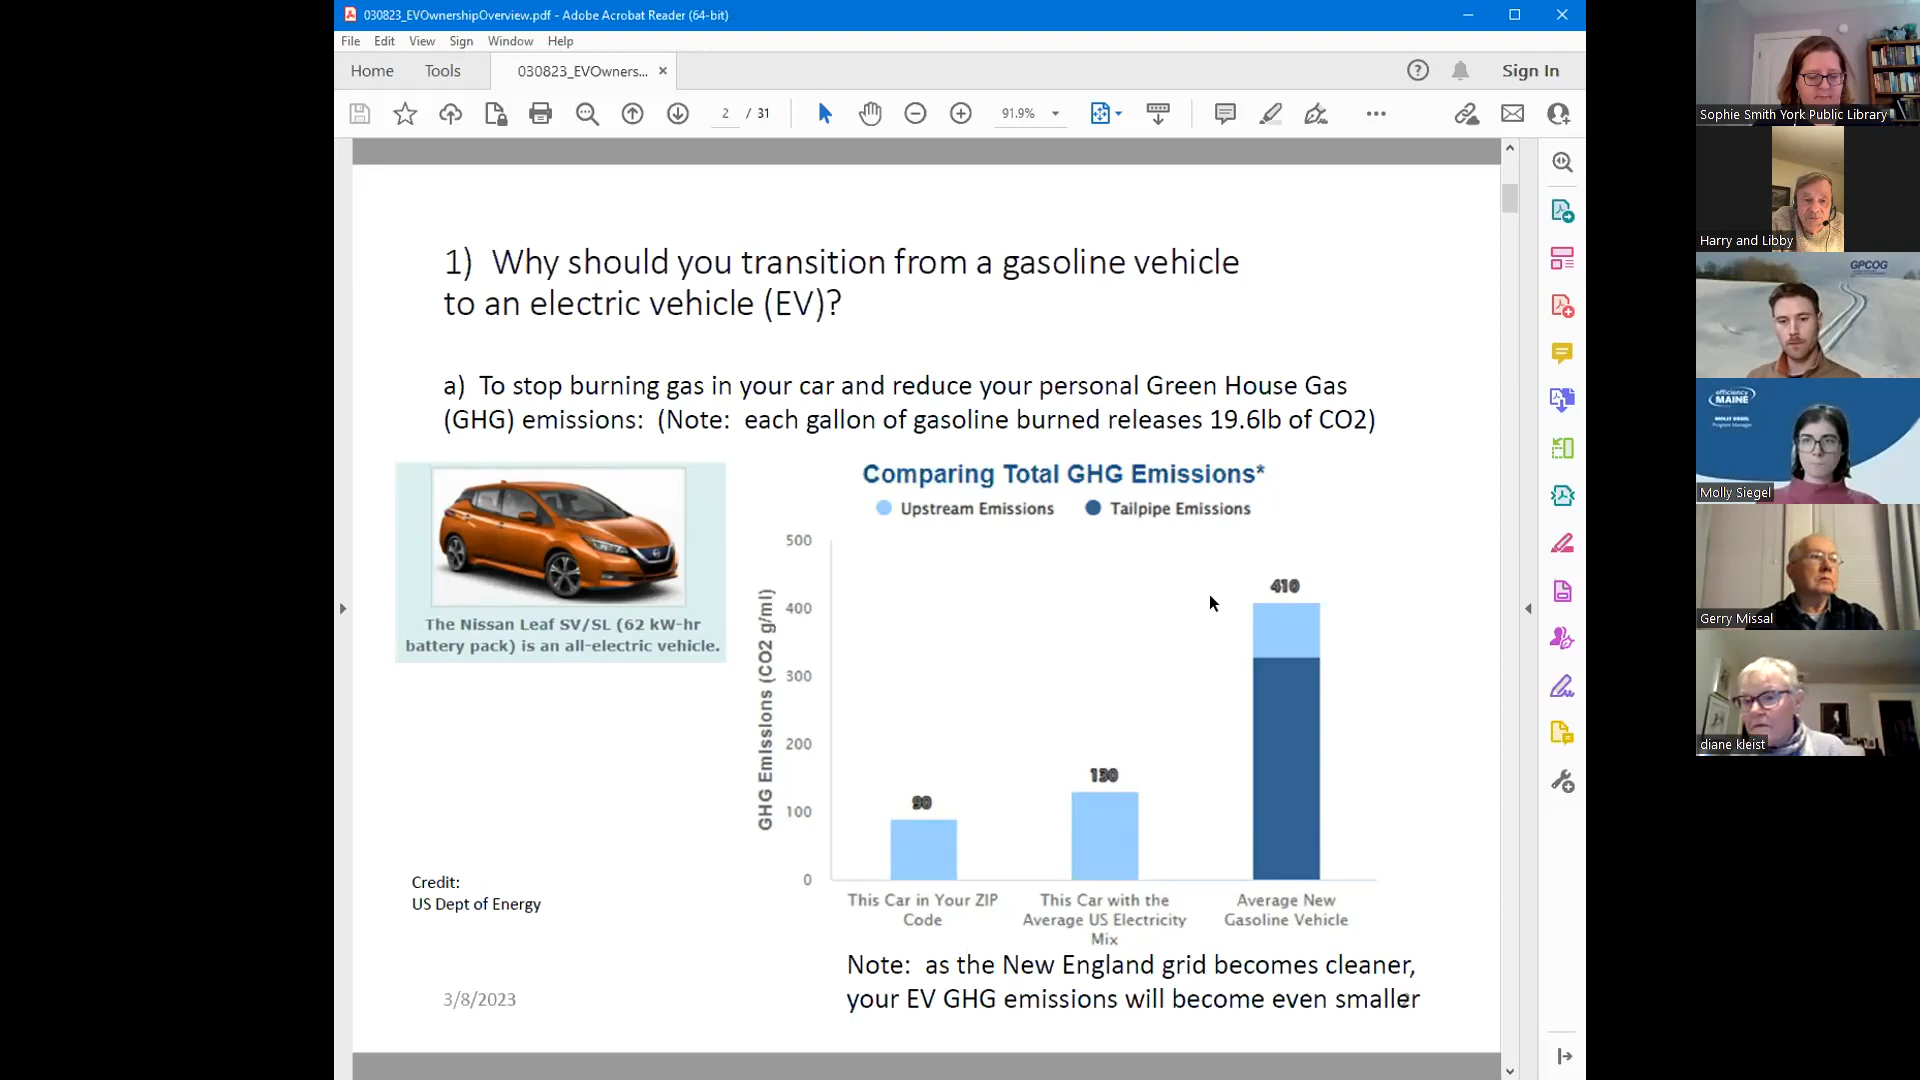 030823_EVOwnershipOverview.pdf - Adobe Acrobat Reader (64-bit)
File Edit View Sign Window Help
Home Tools 030823_EVOwners... × Sign In
2 / 31 91.9%
1) Why should you transition from a gasoline vehicle
to an electric vehicle (EV)?
a) To stop burning gas in your car and reduce your personal Green House Gas
(GHG) emissions: (Note: each gallon of gasoline burned releases 19.6lb of CO2)
The Nissan Leaf SV/SL (62 kW-hr
battery pack) is an all-electric vehicle.
Comparing Total GHG Emissions*
Upstream Emissions Tailpipe Emissions
GHG Emissions (CO2 g/mi)
500
400
300
200
100
0
90
130
410
This Car in Your ZIP
Code
This Car with the
Average US Electricity
Mix
Average New
Gasoline Vehicle
Credit:
US Dept of Energy
Note: as the New England grid becomes cleaner,
your EV GHG emissions will become even smaller
3/8/2023
Sophie Smith York Public Library
Harry and Libby
GPCOG
efficiency
MAINE
MOLLY SIEGEL
Program Manager
Molly Siegel
Gerry Missal
diane kleist